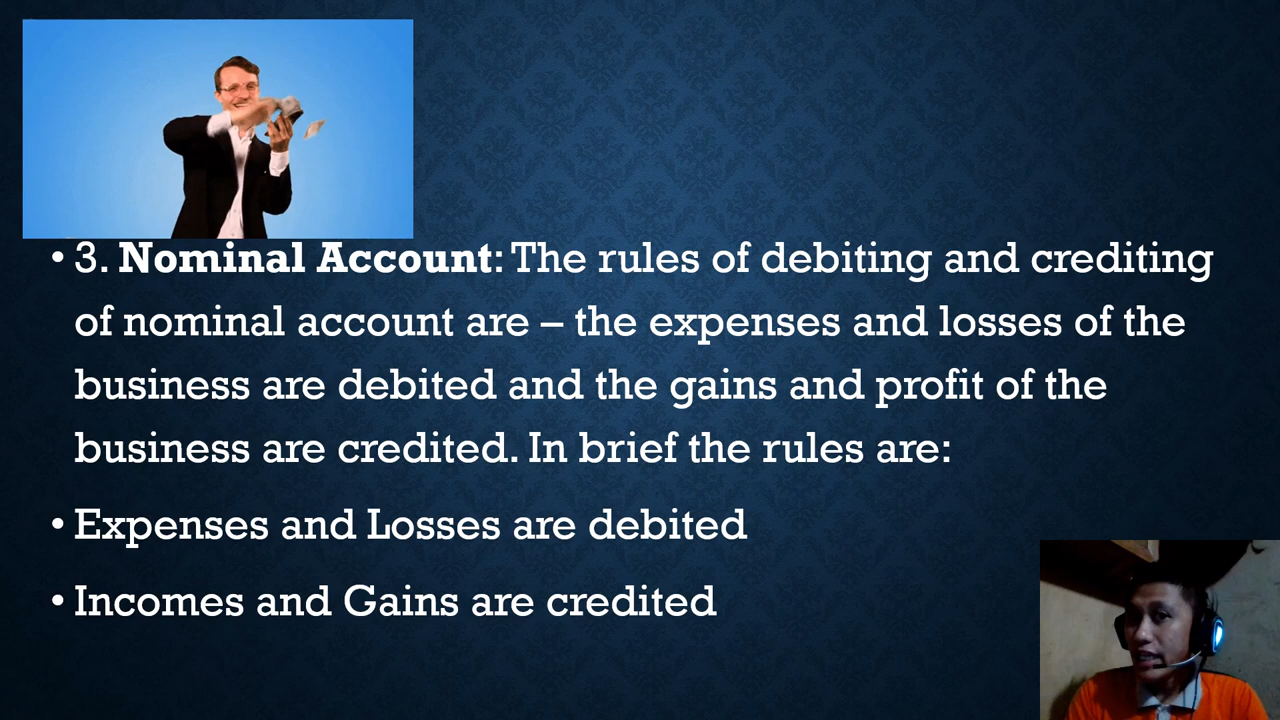 • 3. Nominal Account: The rules of debiting and crediting
of nominal account are – the expenses and losses of the
business are debited and the gains and profit of the
business are credited. In brief the rules are:
• Expenses and Losses are debited
• Incomes and Gains are credited